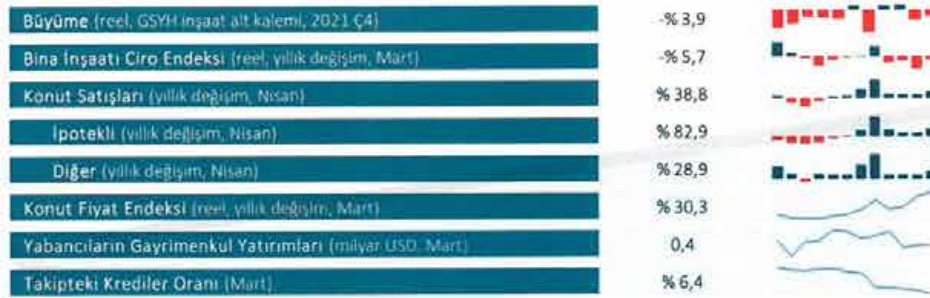 Büyüme (reel, GSYH inşaat alt kalemi, 2021 Ç4) -% 3,9
Bina İnşaatı Ciro Endeksi (reel, yıllık değişim, Mart) -% 5,7
Konut Satışları (yıllık değişim, Nisan) % 38,8
İpotekli (yıllık değişim, Nisan) % 82,9
Diğer (yıllık değişim, Nisan) % 28,9
Konut Fiyat Endeksi (reel, yıllık değişim, Mart) % 30,3
Yabancıların Gayrimenkul Yatırımları (milyar USD, Mart) 0,4
Takipteki Krediler Oranı (Mart) % 6,4